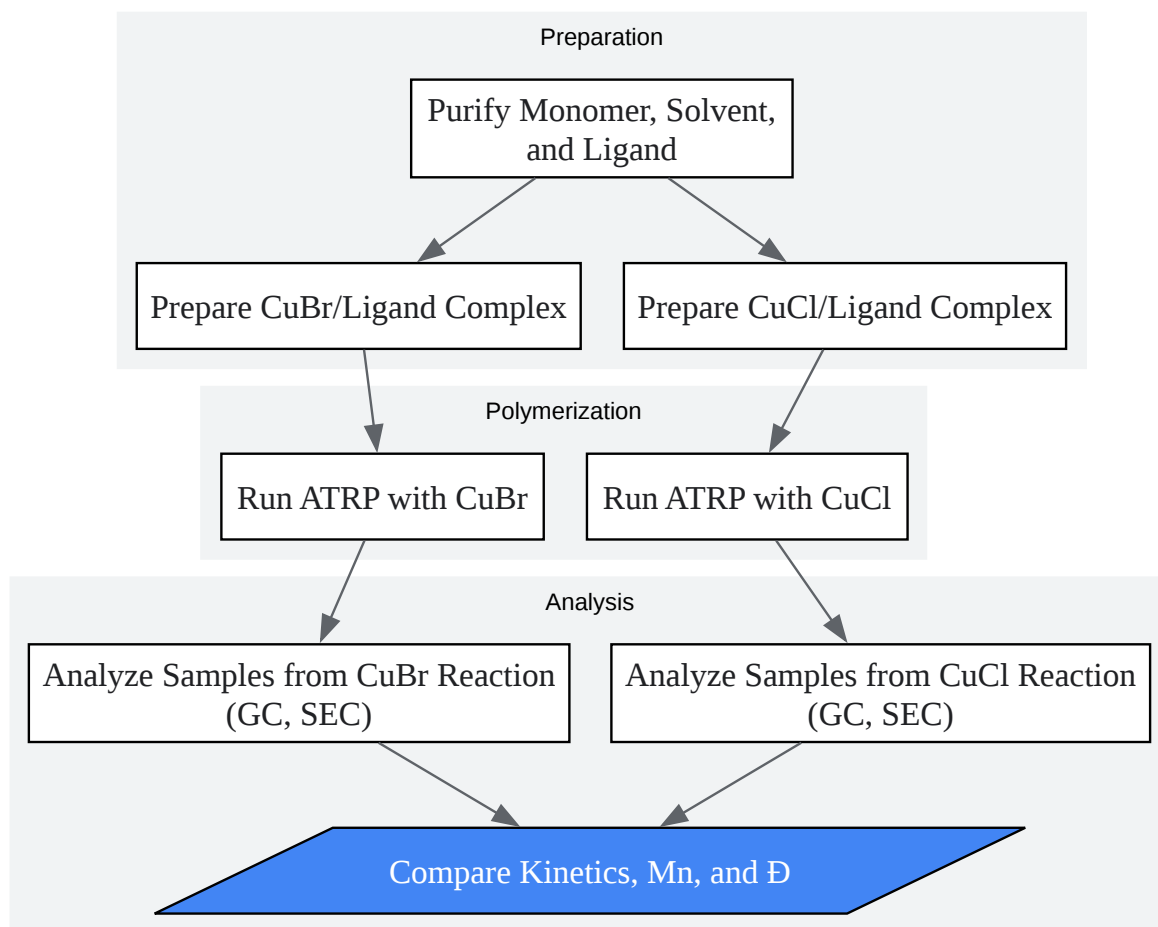 Preparation
Purify Monomer, Solvent,
and Ligand
Prepare CuBr/Ligand Complex
Prepare CuCl/Ligand Complex
Polymerization
Run ATRP with CuBr
Run ATRP with CuCl
Analysis
Analyze Samples from CuBr Reaction
(GC, SEC)
Analyze Samples from CuCl Reaction
(GC, SEC)
Compare Kinetics, Mn, and Đ